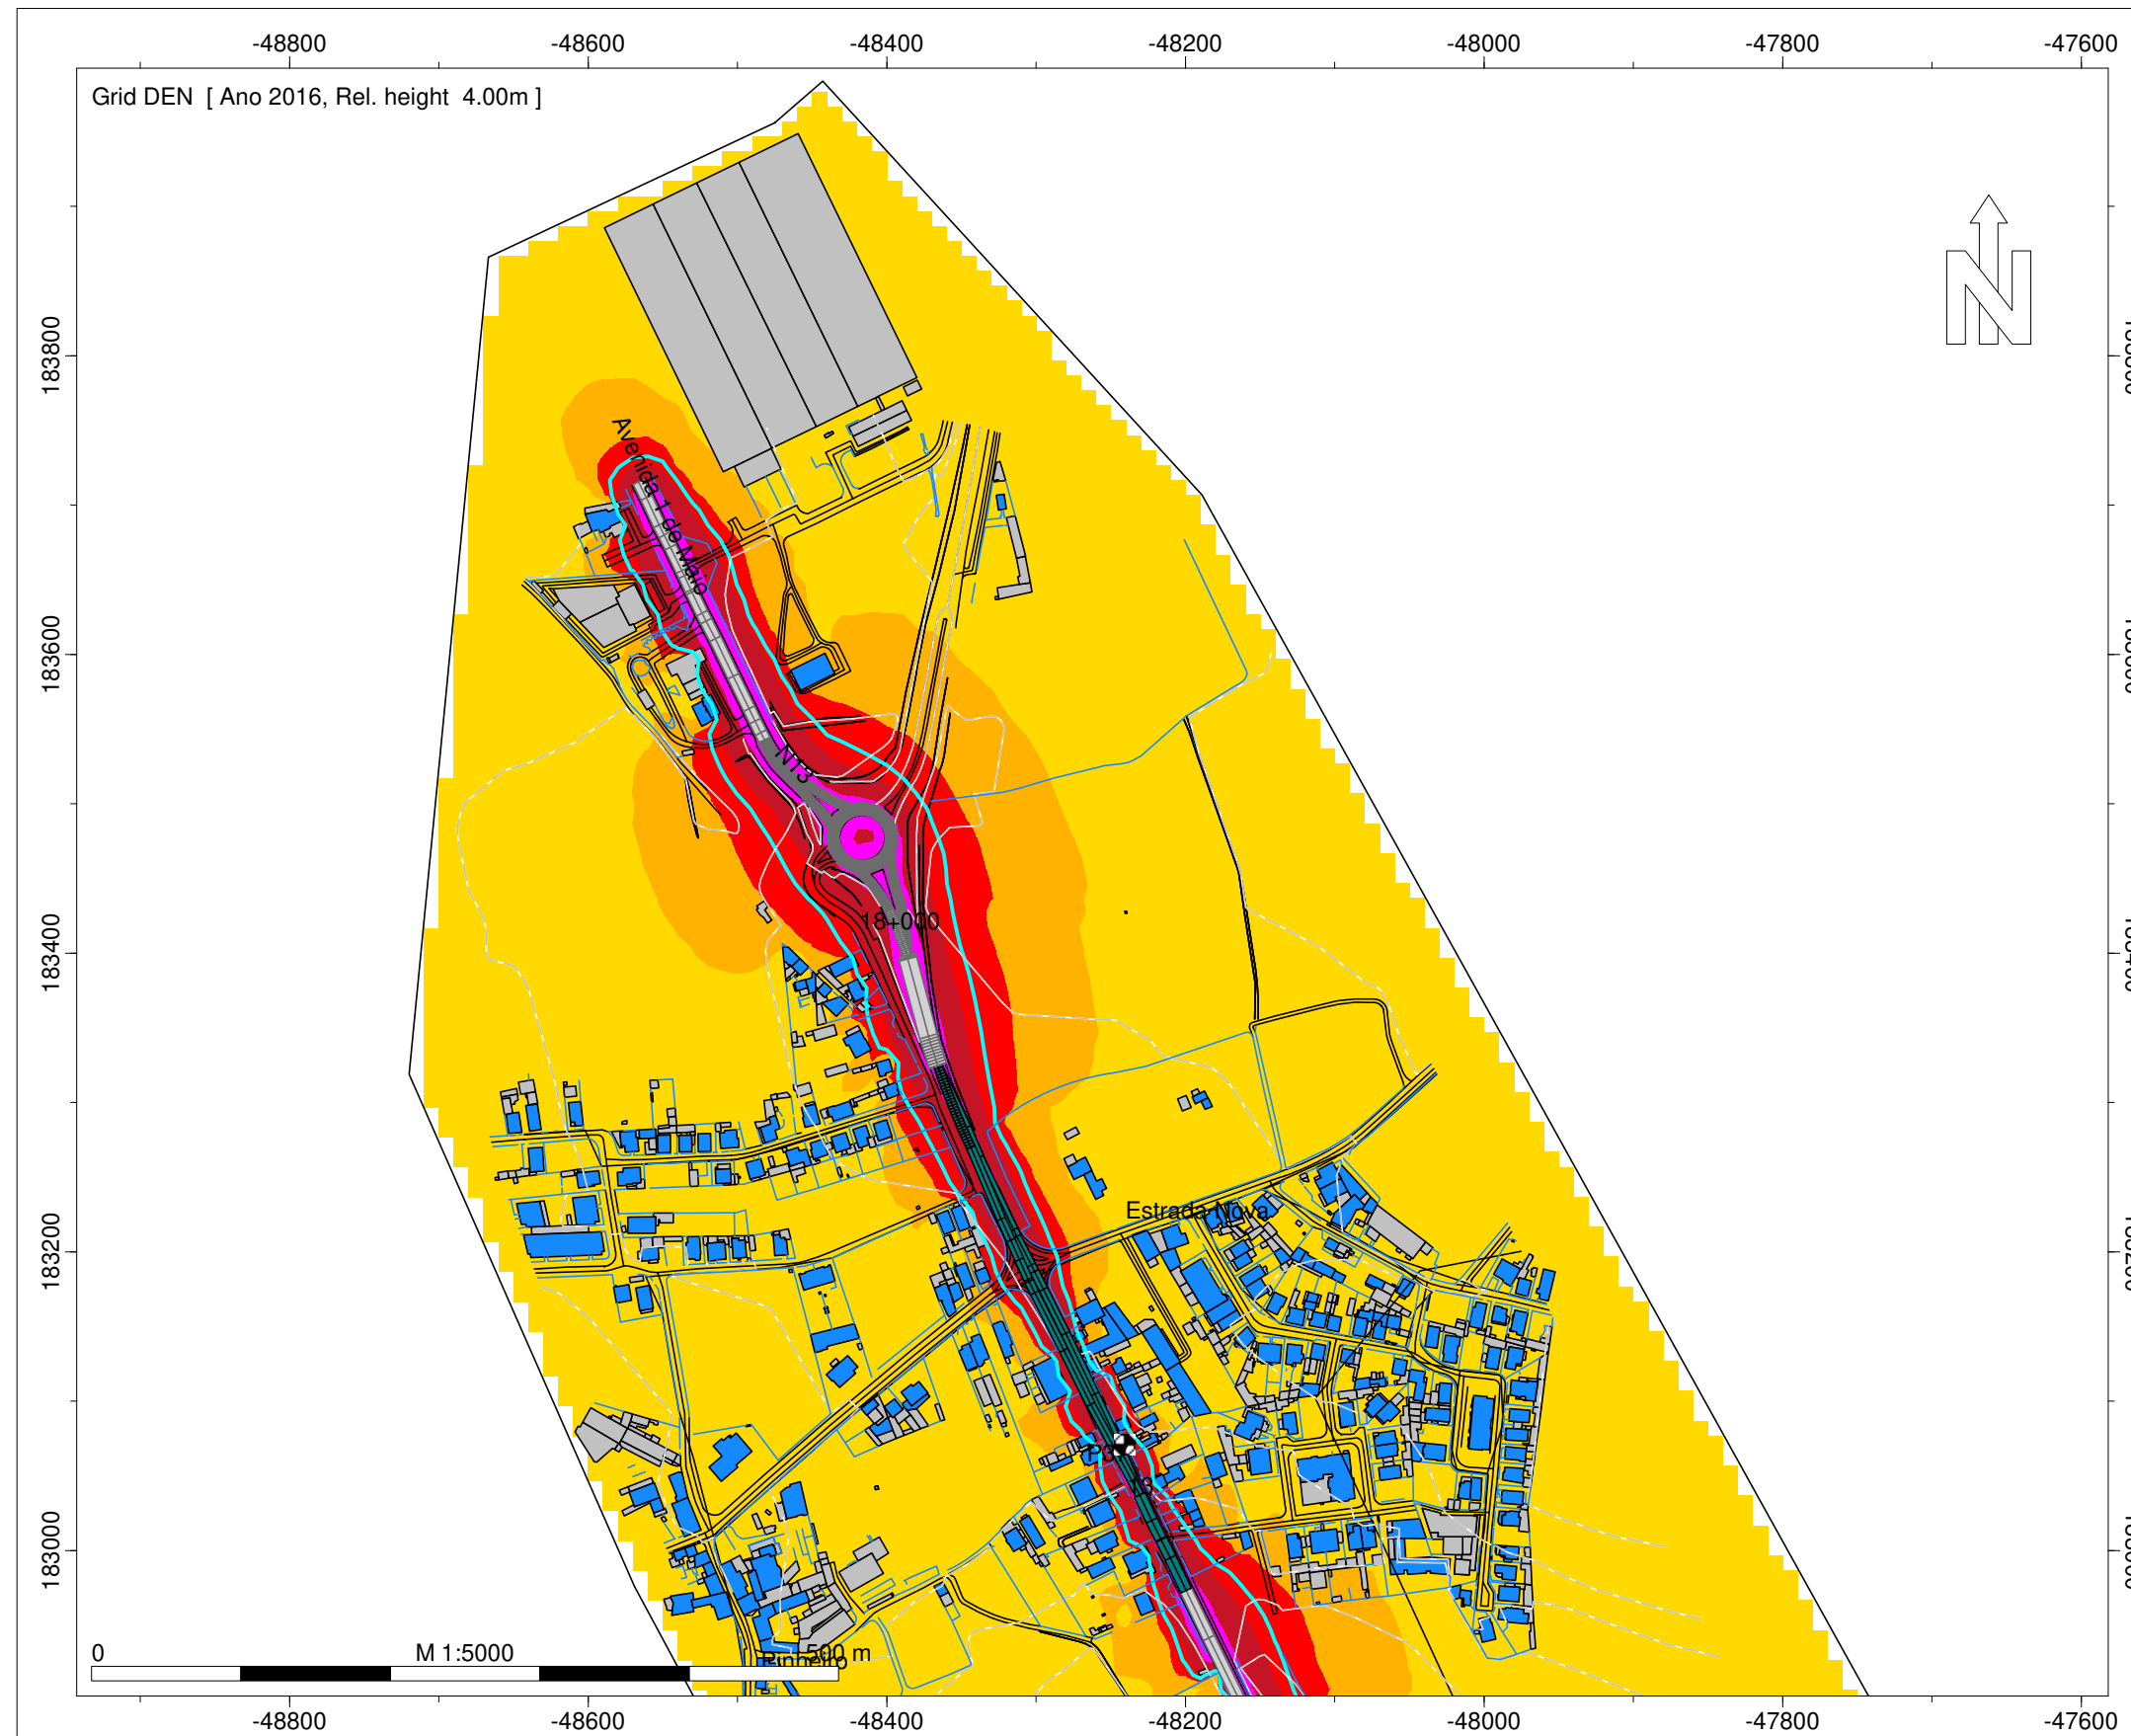 -48800 -48600 -48400 -48200 -48000 -47800 -47600
Grid DEN [ Ano 2016, Rel. height 4.00m ]
N
183800
Avenida 1 de Maio
183600
N13
183400
18+000
183200
Estrada Nova
183000
0 M 1:5000 500 m
Pinheiro
-48800 -48600 -48400 -48200 -48000 -47800 -47600